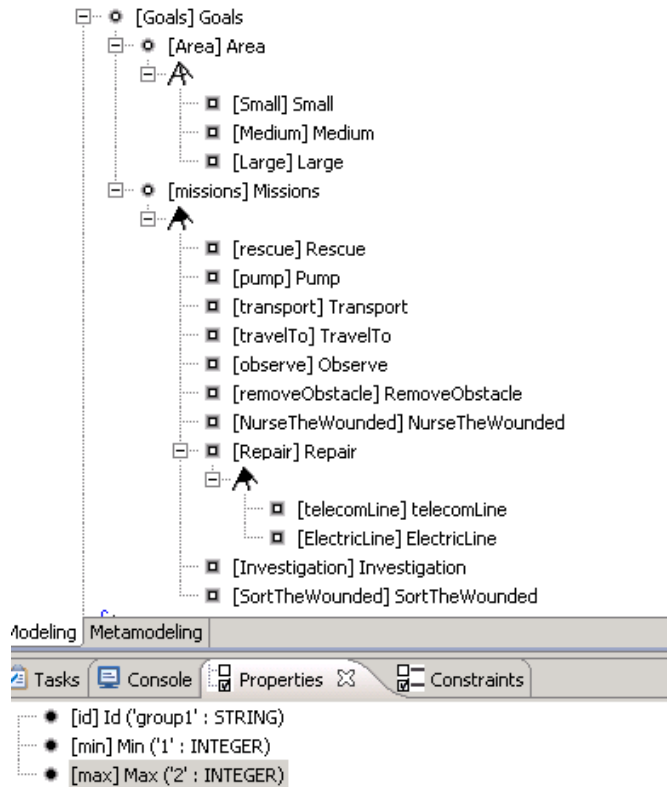 [Goals] Goals
[Area] Area
[Small] Small
[Medium] Medium
[Large] Large
[missions] Missions
[rescue] Rescue
[pump] Pump
[transport] Transport
[travelTo] TravelTo
[observe] Observe
[removeObstacle] RemoveObstacle
[NurseTheWounded] NurseTheWounded
[Repair] Repair
[telecomLine] telecomLine
[ElectricLine] ElectricLine
[Investigation] Investigation
[SortTheWounded] SortTheWounded
Modeling Metamodeling
Tasks Console Properties Constraints
[id] Id ('group1' : STRING)
[min] Min ('1' : INTEGER)
[max] Max ('2' : INTEGER)